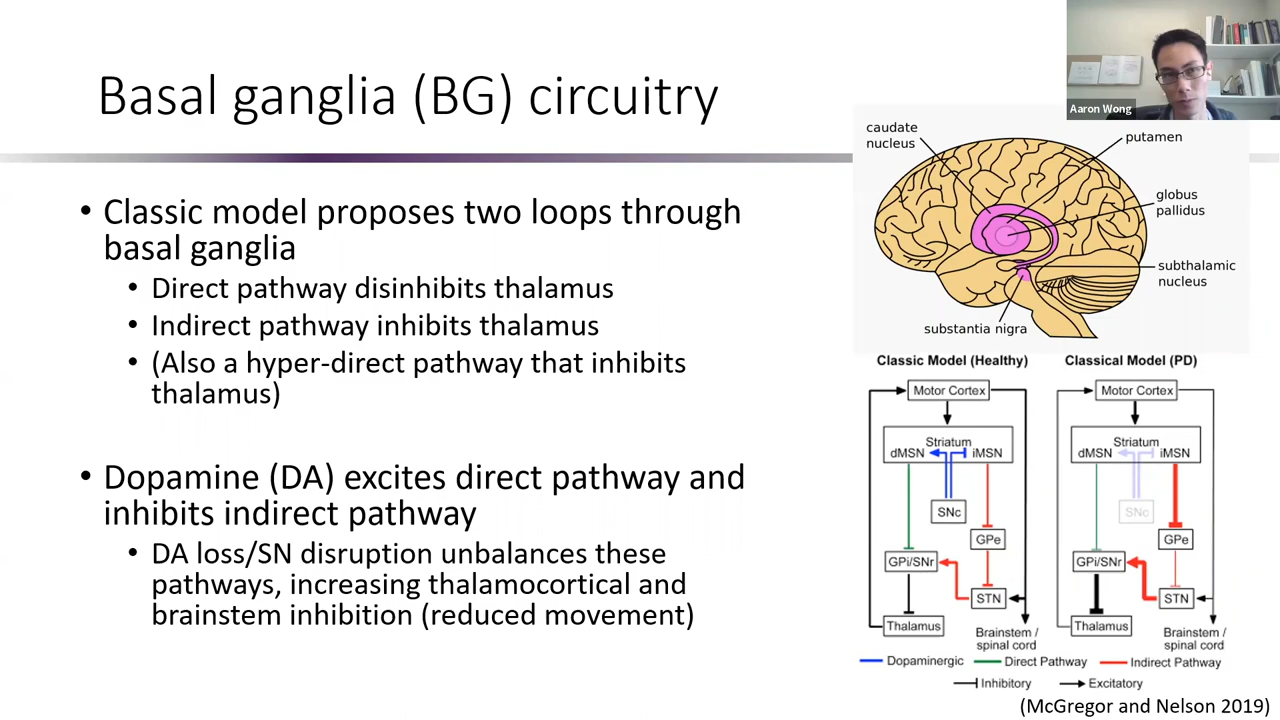 Basal ganglia (BG) circuitry
Aaron Wong
• Classic model proposes two loops through
basal ganglia
• Direct pathway disinhibits thalamus
• Indirect pathway inhibits thalamus
• (Also a hyper-direct pathway that inhibits
thalamus)
• Dopamine (DA) excites direct pathway and
inhibits indirect pathway
• DA loss/SN disruption unbalances these
pathways, increasing thalamocortical and
brainstem inhibition (reduced movement)
caudate
nucleus
putamen
globus
pallidus
subthalamic
nucleus
substantia nigra
Classic Model (Healthy)
Motor Cortex
Striatum
dMSN
iMSN
SNc
GPe
GPi/SNr
STN
Thalamus
Brainstem /
spinal cord
Classical Model (PD)
Motor Cortex
Striatum
dMSN
iMSN
SNc
GPe
GPi/SNr
STN
Thalamus
Brainstem /
spinal cord
Dopaminergic
Direct Pathway
Indirect Pathway
Inhibitory
Excitatory
(McGregor and Nelson 2019)